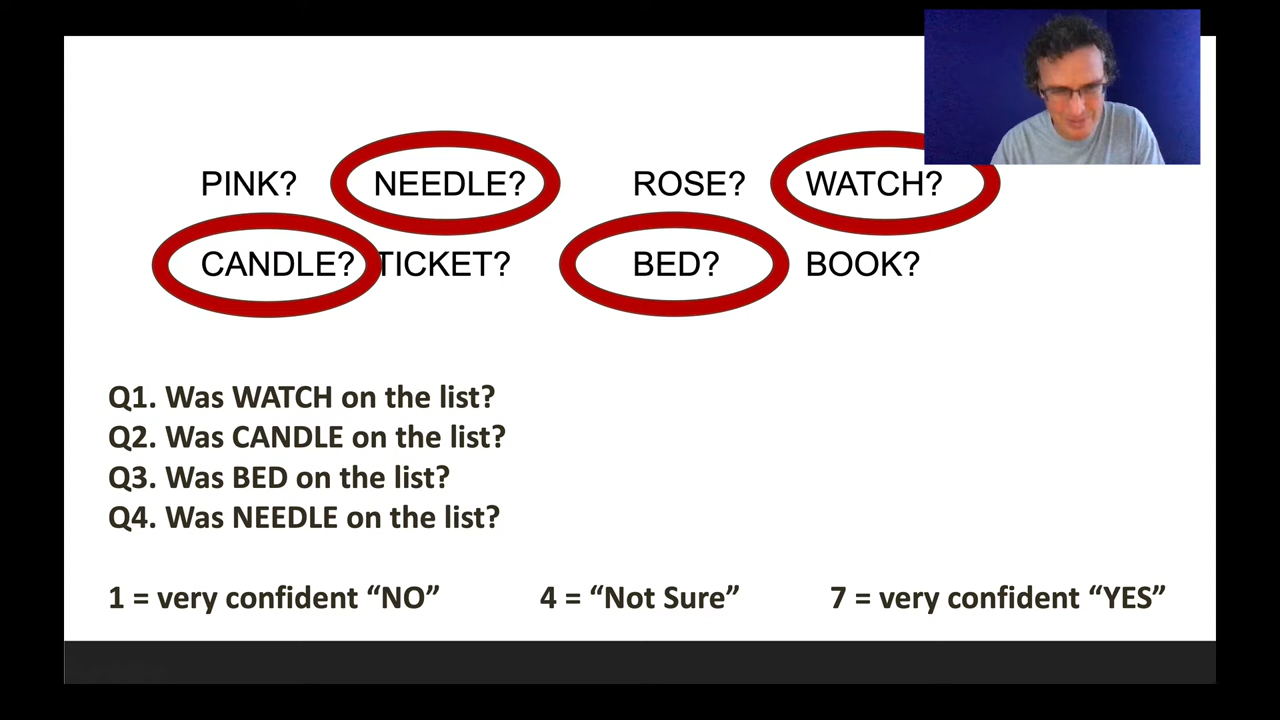 PINK? NEEDLE? ROSE? WATCH?
CANDLE? TICKET? BED? BOOK?
Q1. Was WATCH on the list?
Q2. Was CANDLE on the list?
Q3. Was BED on the list?
Q4. Was NEEDLE on the list?
1 = very confident “NO” 4 = “Not Sure” 7 = very confident “YES”